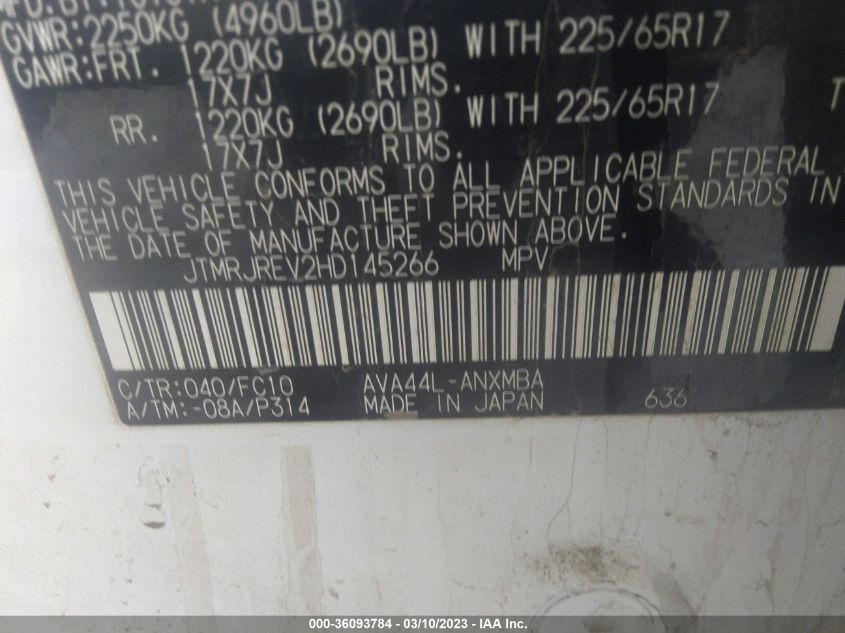 GVWR:2250KG (4960LB)
GAWR:FRT. 1220KG (2690LB) WITH 225/65R17
17X7J RIMS.
RR. 1220KG (2690LB) WITH 225/65R17
17X7J RIMS.
THIS VEHICLE CONFORMS TO ALL APPLICABLE FEDERAL
VEHICLE SAFETY AND THEFT PREVENTION STANDARDS IN
THE DATE OF MANUFACTURE SHOWN ABOVE.
JTMRJREV2HD145266 MPV
C/TR:040/FC10 AVA44L-ANXMBA
A/TM:-08A/P314 MADE IN JAPAN 636
000-36093784 - 03/10/2023 - IAA Inc.